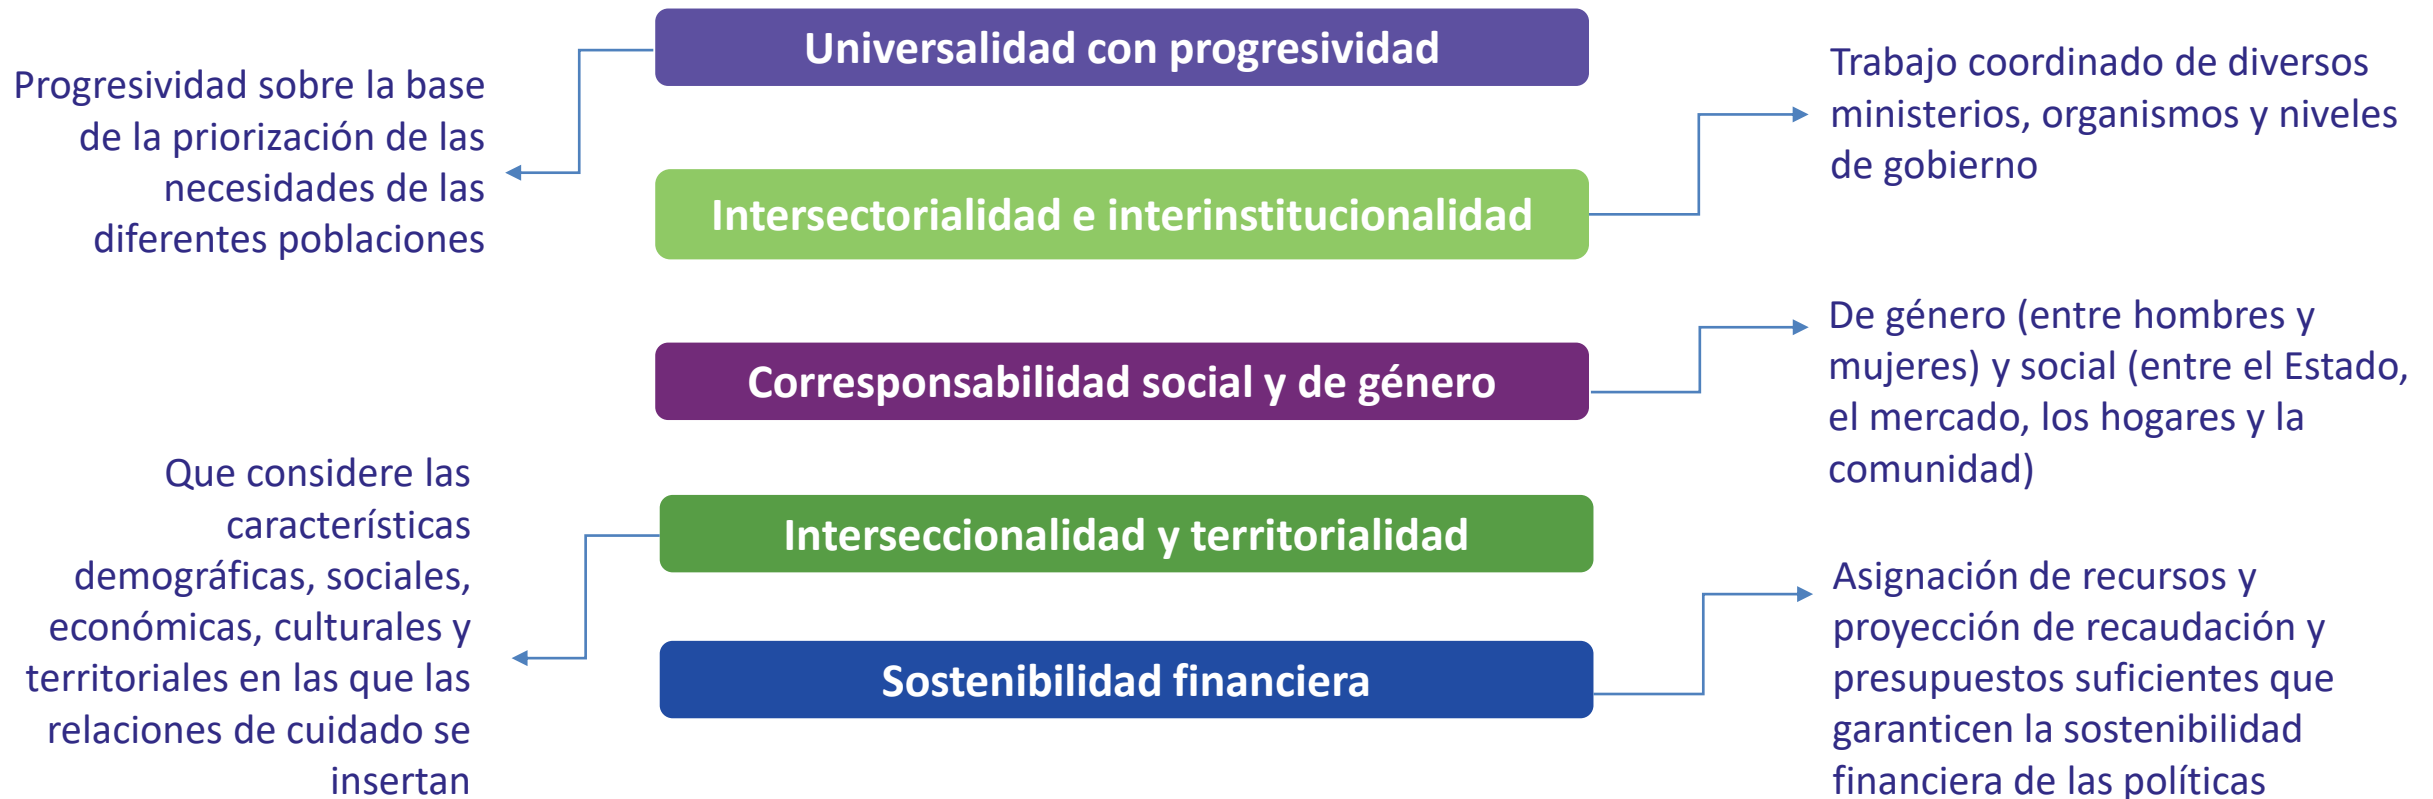 Universalidad con progresividad
Progresividad sobre la base
de la priorización de las
necesidades de las
diferentes poblaciones
Intersectorialidad e interinstitucionalidad
Trabajo coordinado de diversos
ministerios, organismos y niveles
de gobierno
Corresponsabilidad social y de género
De género (entre hombres y
mujeres) y social (entre el Estado,
el mercado, los hogares y la
comunidad)
Interseccionalidad y territorialidad
Que considere las
características
demográficas, sociales,
económicas, culturales y
territoriales en las que las
relaciones de cuidado se
insertan
Sostenibilidad financiera
Asignación de recursos y
proyección de recaudación y
presupuestos suficientes que
garanticen la sostenibilidad
financiera de las políticas